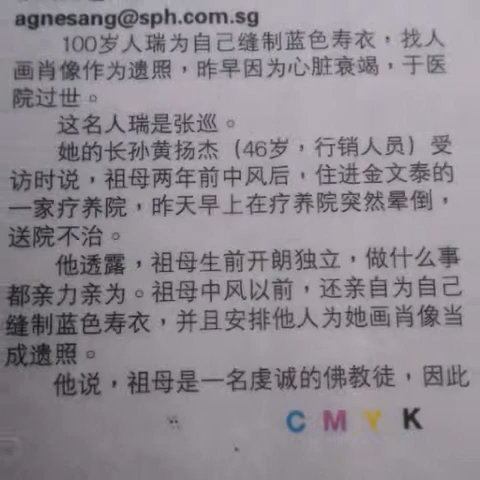 agnesang@sph.com.sg
100岁人瑞为自己缝制蓝色寿衣，找人
画肖像作为遗照，昨早因为心脏衰竭，于医
院过世。
这名人瑞是张巡。
她的长孙黄扬杰（46岁，行销人员）受
访时说，祖母两年前中风后，住进金文泰的
一家疗养院，昨天早上在疗养院突然晕倒，
送院不治。
他透露，祖母生前开朗独立，做什么事
都亲力亲为。祖母中风以前，还亲自为自己
缝制蓝色寿衣，并且安排他人为她画肖像当
成遗照。
他说，祖母是一名虔诚的佛教徒，因此
C M Y K